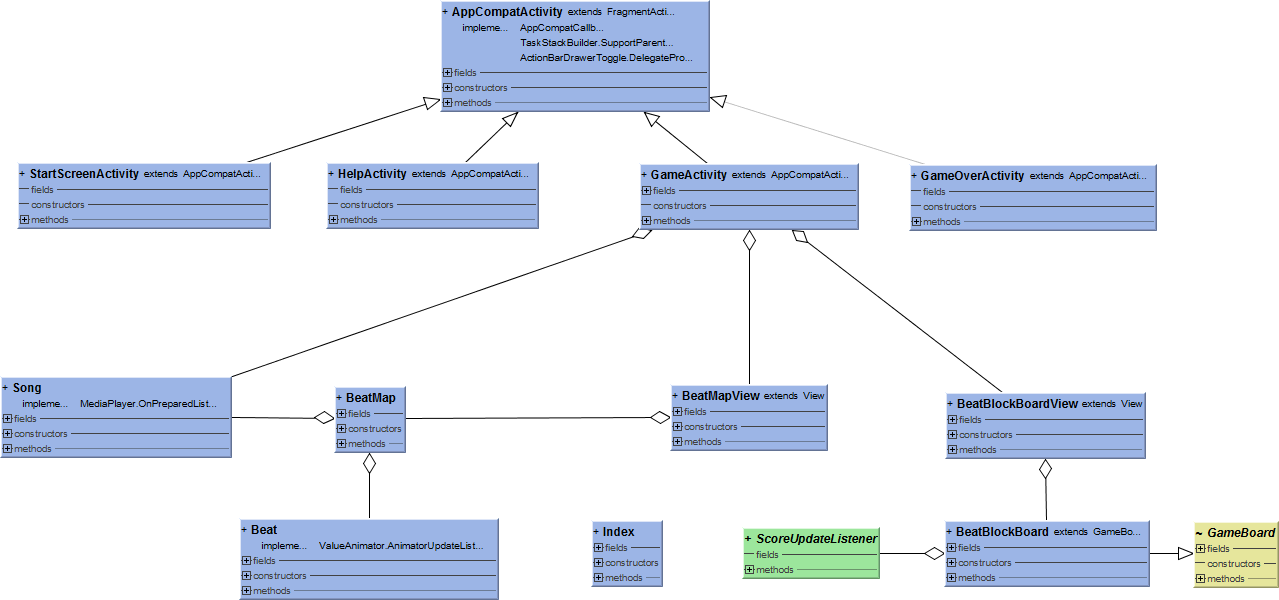 + AppCompatActivity extends FragmentActi...
impleme... AppCompatCallb...
TaskStackBuilder.SupportParent...
ActionBarDrawerToggle.DelegatePro...
fields
constructors
methods
+ StartScreenActivity extends AppCompatActi...
fields
constructors
methods
+ HelpActivity extends AppCompatActi...
fields
constructors
methods
+ GameActivity extends AppCompatActi...
fields
constructors
methods
+ GameOverActivity extends AppCompatActi...
fields
constructors
methods
+ Song
impleme... MediaPlayer.OnPreparedList...
fields
constructors
methods
+ BeatMap
fields
constructors
methods
+ BeatMapView extends View
fields
constructors
methods
+ BeatBlockBoardView extends View
fields
constructors
methods
+ Beat
impleme... ValueAnimator.AnimatorUpdateList...
fields
constructors
methods
+ Index
fields
constructors
methods
+ ScoreUpdateListener
fields
methods
+ BeatBlockBoard extends GameBo...
fields
constructors
methods
~ GameBoard
fields
constructors
methods